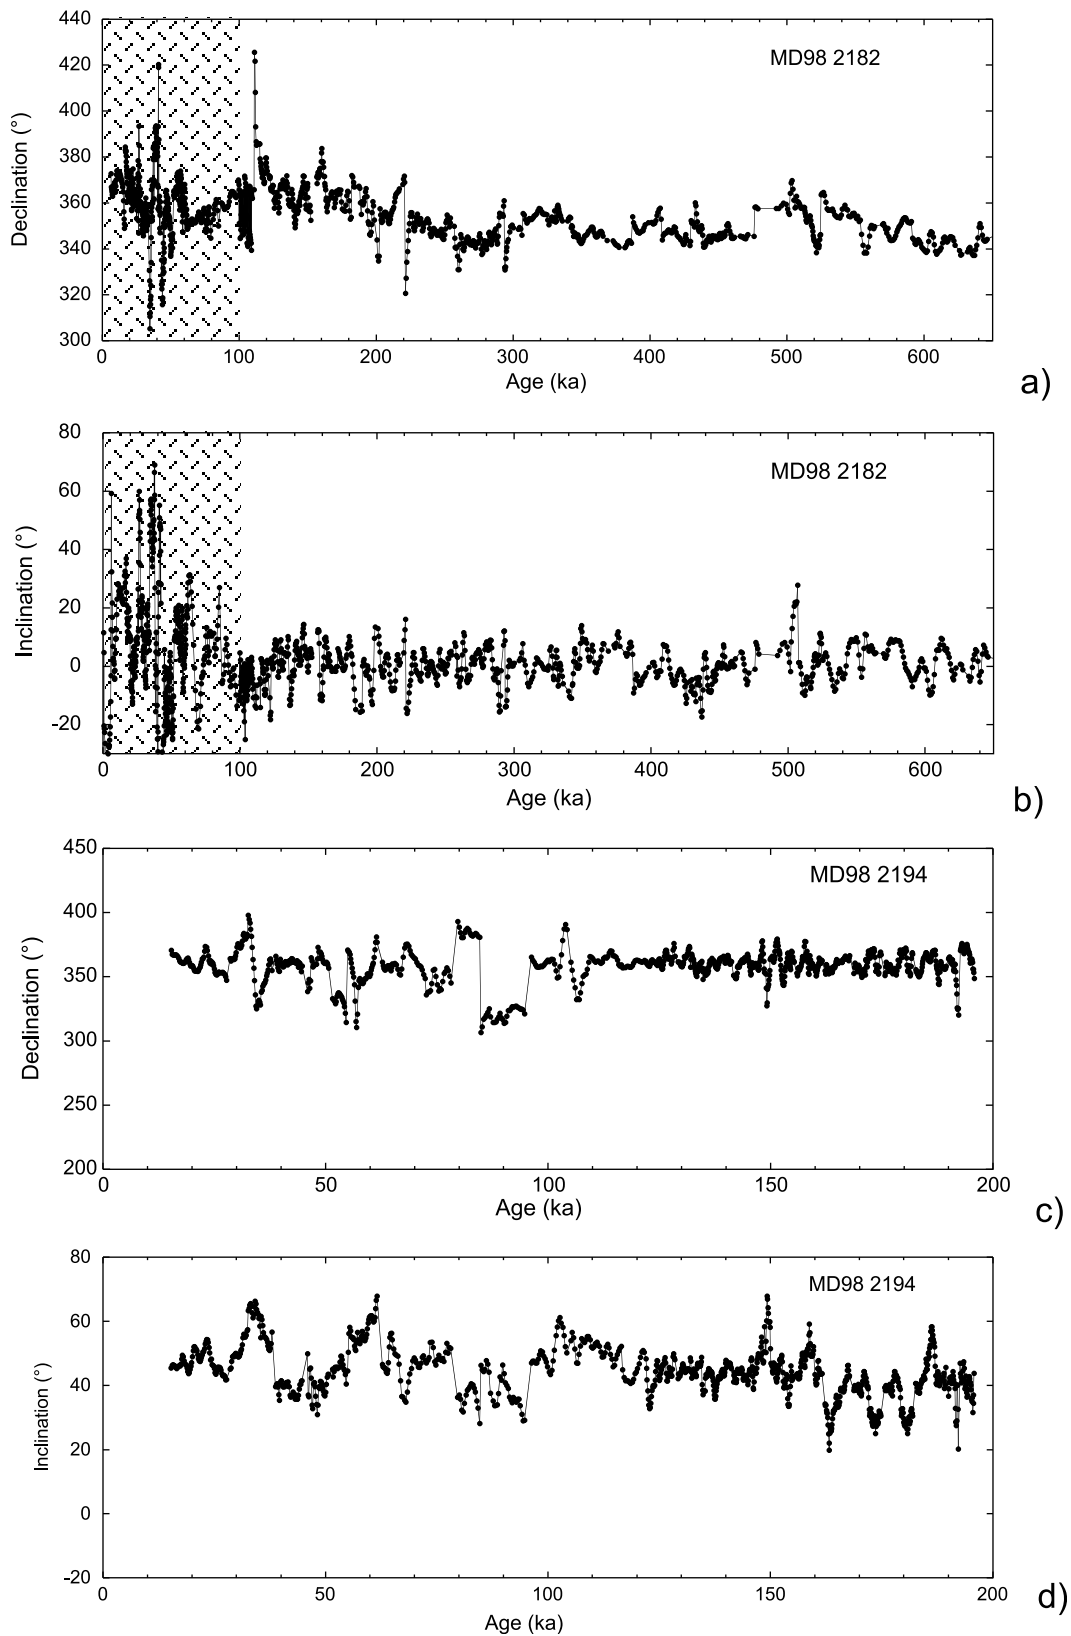 440
420
400
380
360
340
320
300
Declination (°)
MD98 2182
0 100 200 300 400 500 600
Age (ka)
a)
80
60
40
20
0
-20
Inclination (°)
MD98 2182
0 100 200 300 400 500 600
Age (ka)
b)
450
400
350
300
250
200
Declination (°)
MD98 2194
0 50 100 150 200
Age (ka)
c)
80
60
40
20
0
-20
Inclination (°)
MD98 2194
0 50 100 150 200
Age (ka)
d)